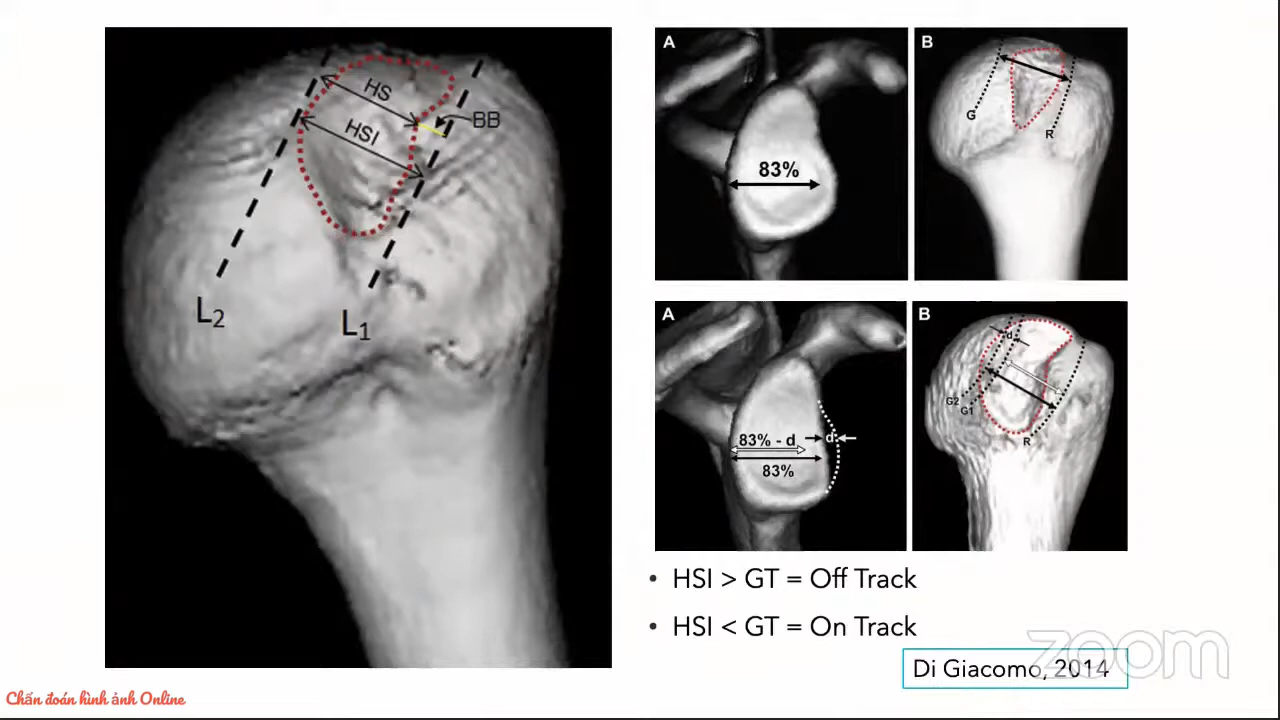 HS
HSI
BB
L2
L1
A
83%
B
G
R
A
83% - d
83%
d
B
d
G2
G1
R
• HSI > GT = Off Track
• HSI < GT = On Track
zoom
Di Giacomo, 2014
Chẩn đoán hình ảnh Online